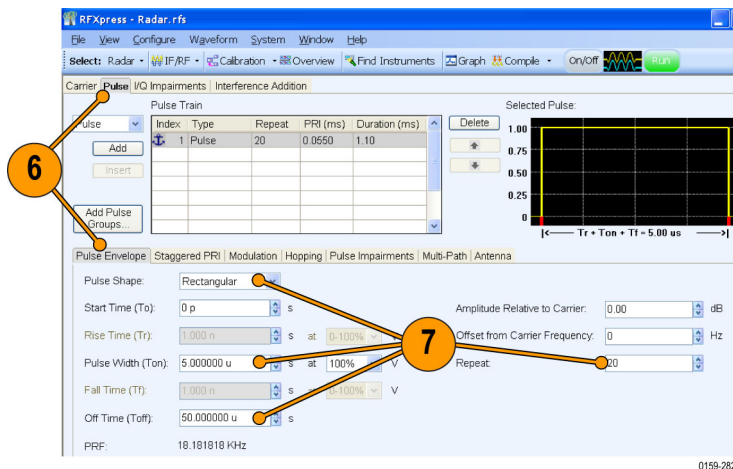 RFXpress - Radar.rfs
File View Configure Waveform System Window Help
Select: Radar IF/RF Calibration Overview Find Instruments Graph Compile On/Off Run
Carrier Pulse I/Q Impairments Interference Addition
Pulse Train
Selected Pulse:
Pulse
Add
Insert
Add Pulse Groups...
Index Type Repeat PRI (ms) Duration (ms)
1 Pulse 20 0.0550 1.10
Delete
1.00
0.75
0.50
0.25
0
|<—— Tr + Ton + Tf = 5.00 us ——>|
6
Pulse Envelope Staggered PRI Modulation Hopping Pulse Impairments Multi-Path Antenna
Pulse Shape: Rectangular
Start Time (To): 0 p s
Amplitude Relative to Carrier: 0.00 dB
Rise Time (Tr): 1.000 n s at 0-100% V
Offset from Carrier Frequency: 0 Hz
7
Pulse Width (Ton): 5.000000 u s at 100% V
Repeat: 20
Fall Time (Tf): 1.000 n s at 0-100% V
Off Time (Toff): 50.000000 u s
PRF: 18.181818 KHz
0159-282